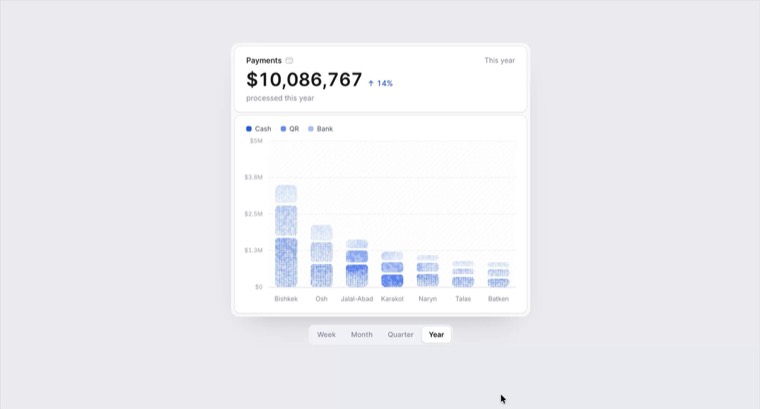 Payments
This year
$10,086,767 ↑ 14%
processed this year
Cash QR Bank
$5M
$3.8M
$2.5M
$1.3M
$0
Bishkek Osh Jalal-Abad Karakol Naryn Talas Batken
Week Month Quarter Year